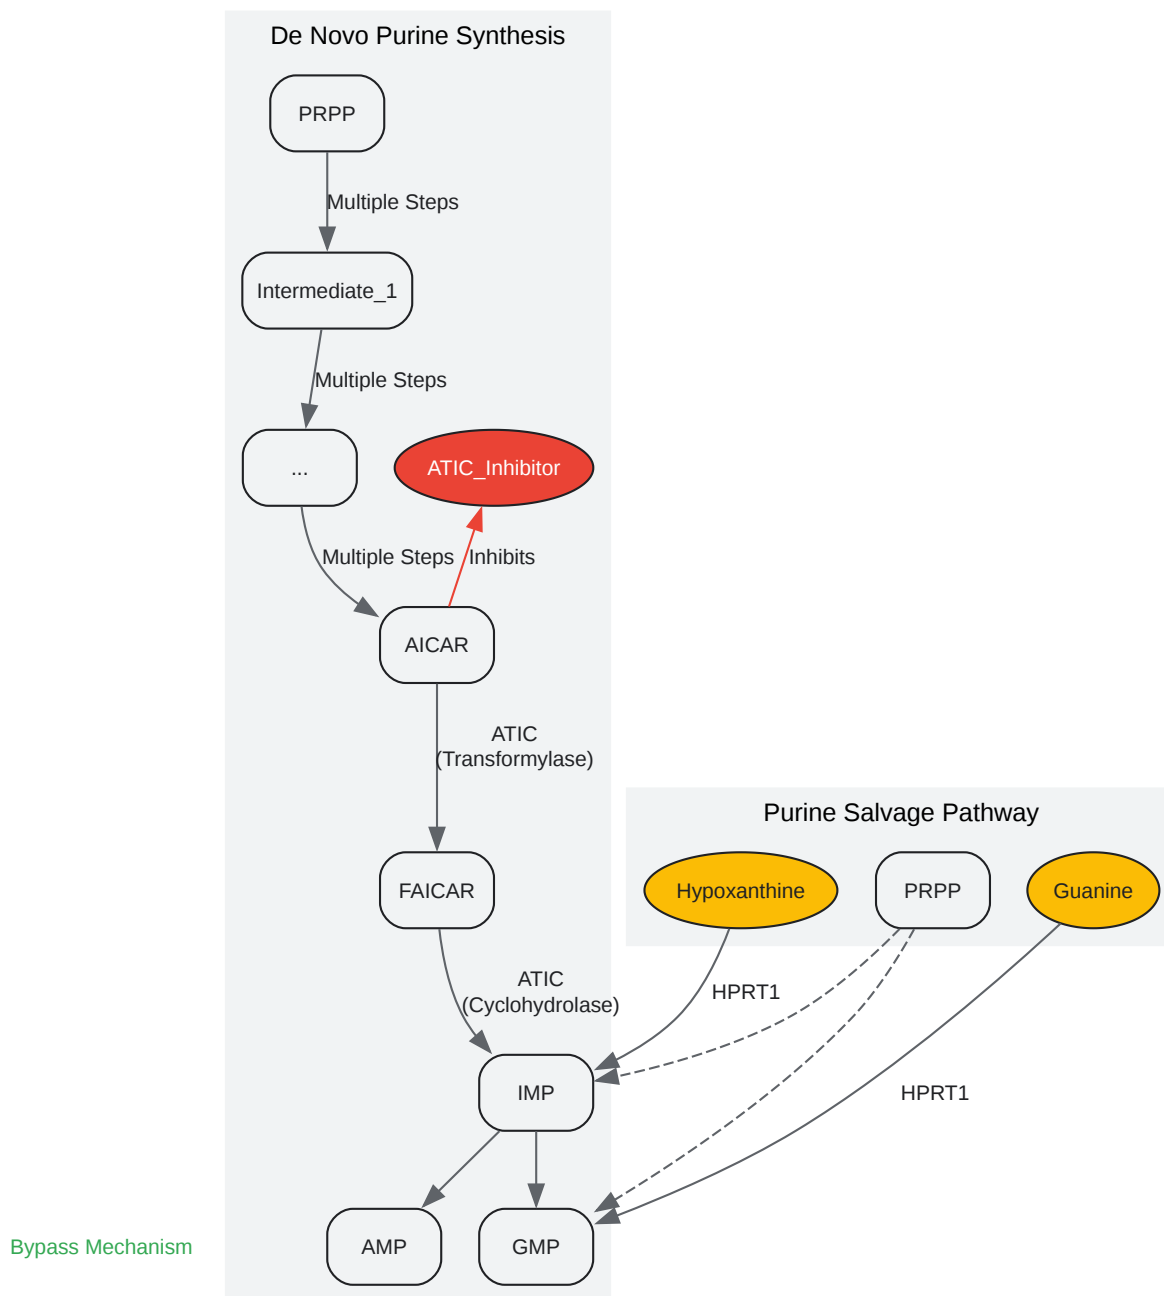 De Novo Purine Synthesis
PRPP
Multiple Steps
Intermediate_1
Multiple Steps
...
ATIC_Inhibitor
Multiple Steps
Inhibits
AICAR
ATIC
(Transformylase)
Purine Salvage Pathway
FAICAR
Hypoxanthine
PRPP
Guanine
ATIC
(Cyclohydrolase)
HPRT1
IMP
HPRT1
Bypass Mechanism
AMP
GMP